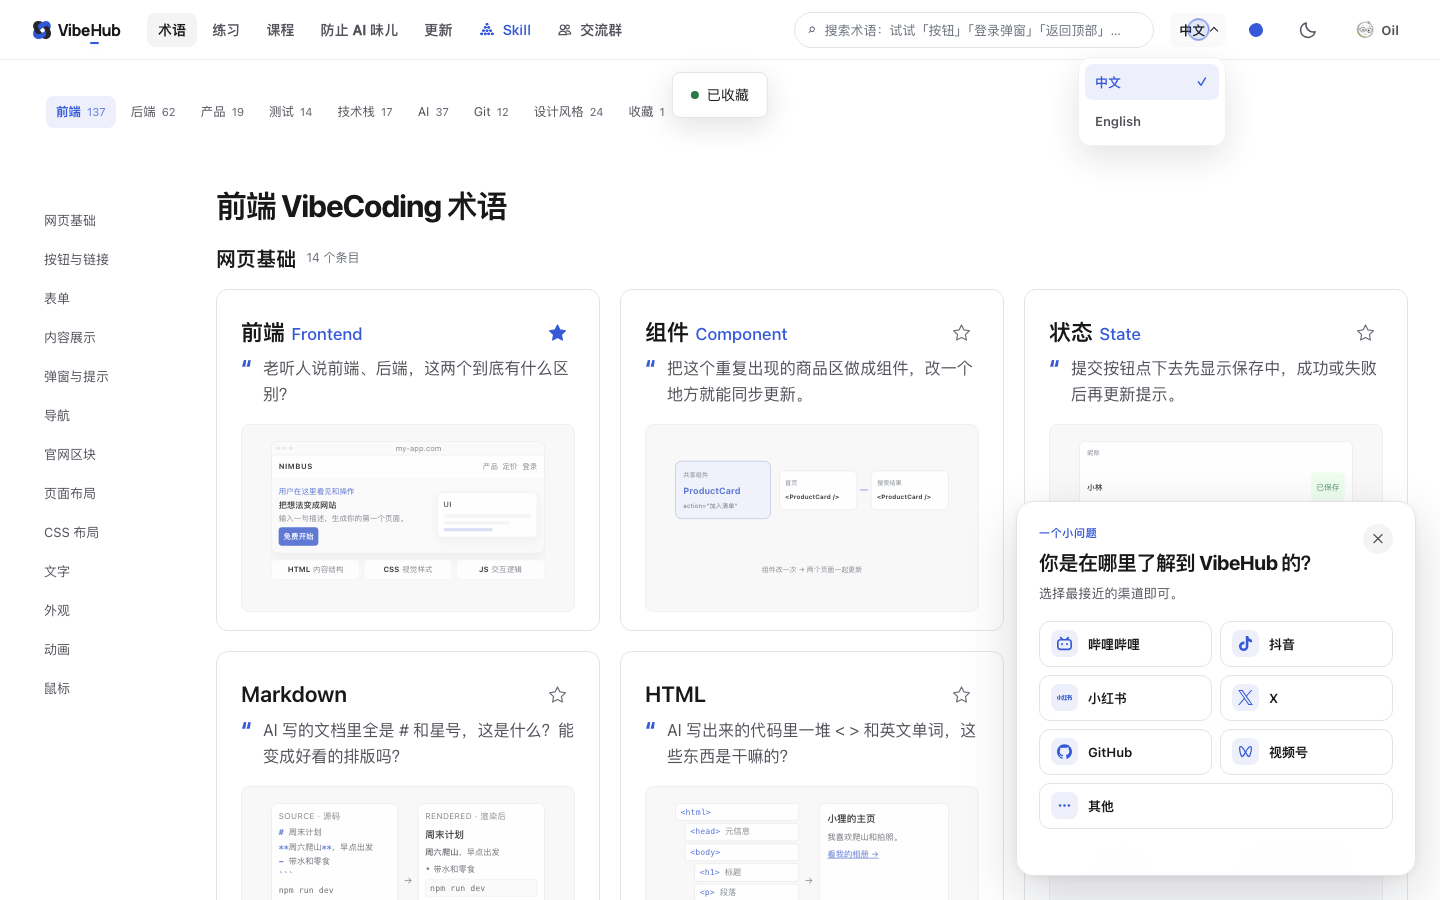 VibeHub
术语
练习
课程
防止 AI 味儿
更新
Skill
交流群
搜索术语：试试「按钮」「登录弹窗」「返回顶部」...
中文
Oil
中文
English
已收藏
前端 137
后端 62
产品 19
测试 14
技术栈 17
AI 37
Git 12
设计风格 24
收藏 1
网页基础
按钮与链接
表单
内容展示
弹窗与提示
导航
官网区块
页面布局
CSS 布局
文字
外观
动画
鼠标
前端 VibeCoding 术语
网页基础 14 个条目
前端 Frontend
“ 老听人说前端、后端，这两个到底有什么区
别？
my-app.com
NIMBUS
产品 定价 登录
用户在这里看见和操作
把想法变成网站
输入一句描述，生成你的第一个页面。
免费开始
UI
HTML 内容结构
CSS 视觉样式
JS 交互逻辑
组件 Component
“ 把这个重复出现的商品区做成组件，改一个
地方就能同步更新。
共享组件
ProductCard
action="加入清单"
首页
<ProductCard />
搜索结果
<ProductCard />
组件改一次 → 两个页面一起更新
状态 State
“ 提交按钮点下去先显示保存中，成功或失败
后再更新提示。
昵称
小林
已保存
Markdown
“ AI 写的文档里全是 # 和星号，这是什么？能
变成好看的排版吗？
SOURCE · 源码
# 周末计划
**周六爬山**，早点出发
- 带水和零食
```
npm run dev
→
RENDERED · 渲染后
周末计划
周六爬山，早点出发
• 带水和零食
npm run dev
HTML
“ AI 写出来的代码里一堆 < > 和英文单词，这
些东西是干嘛的？
<html>
<head> 元信息
<body>
<h1> 标题
<p> 段落
→
小狸的主页
我喜欢爬山和拍照。
看我的相册 →
一个小问题
你是在哪里了解到 VibeHub 的？
选择最接近的渠道即可。
哔哩哔哩
抖音
小红书
X
GitHub
视频号
其他